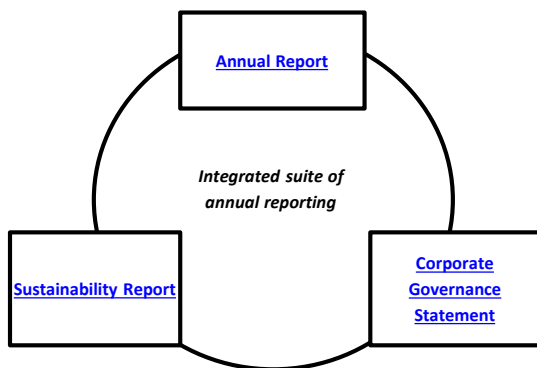 Annual Report
Integrated suite of
annual reporting
Sustainability Report
Corporate
Governance
Statement